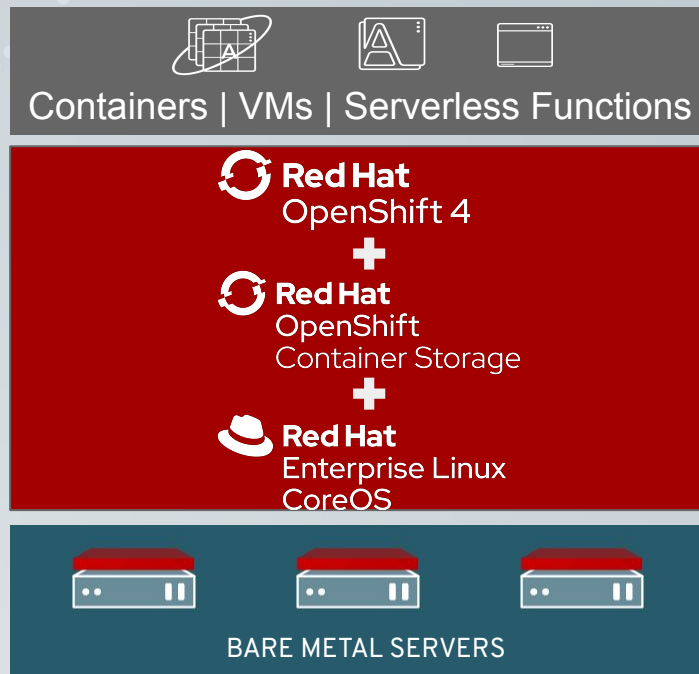 A A
Containers | VMs | Serverless Functions
Red Hat
OpenShift 4
+
Red Hat
OpenShift
Container Storage
+
Red Hat
Enterprise Linux
CoreOS
BARE METAL SERVERS